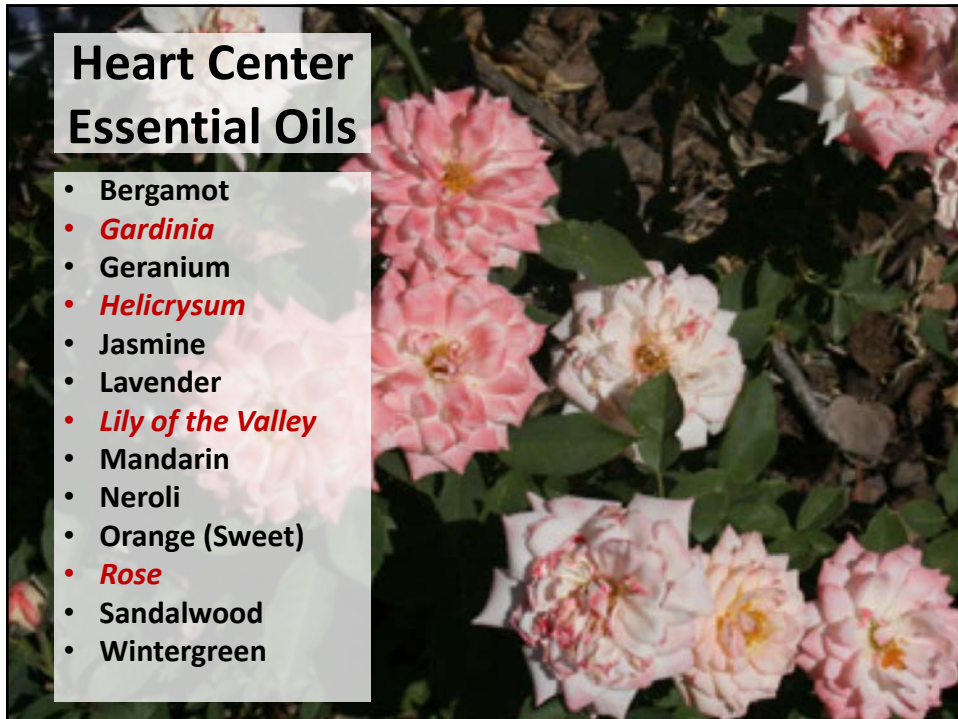 Heart Center
Essential Oils
• Bergamot
• Gardinia
• Geranium
• Helicrysum
• Jasmine
• Lavender
• Lily of the Valley
• Mandarin
• Neroli
• Orange (Sweet)
• Rose
• Sandalwood
• Wintergreen